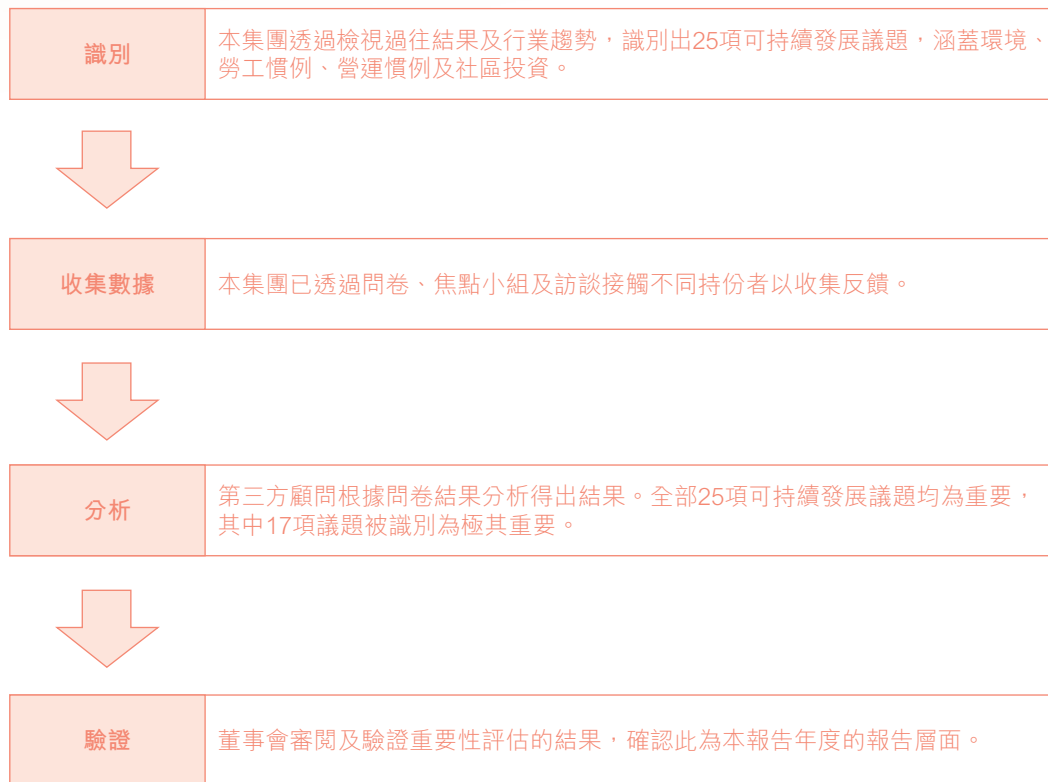 識別
本集團透過檢視過往結果及行業趨勢，識別出25項可持續發展議題，涵蓋環境、
勞工慣例、營運慣例及社區投資。
收集數據
本集團已透過問卷、焦點小組及訪談接觸不同持份者以收集反饋。
分析
第三方顧問根據問卷結果分析得出結果。全部25項可持續發展議題均為重要，
其中17項議題被識別為極其重要。
驗證
董事會審閱及驗證重要性評估的結果，確認此為本報告年度的報告層面。